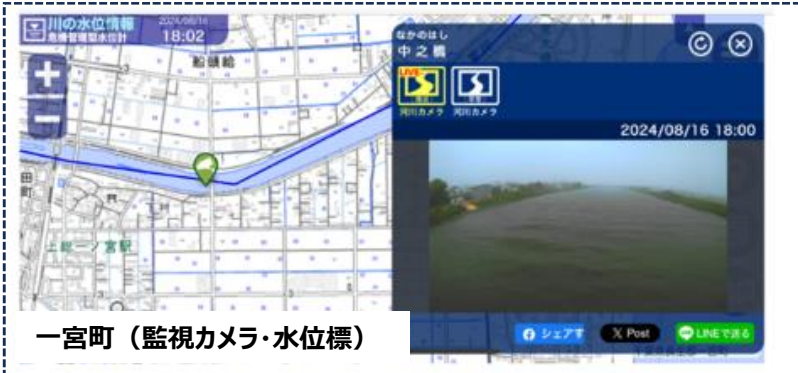 川の水位情報
危機管理型水位計
2024/08/16
18:02
船頭給
上総一ノ宮駅
なかのはし
中之橋
LIVE
河川カメラ
河川カメラ
2024/08/16 18:00
シェアす
Post
LINEで送る
一宮町（監視カメラ・水位標）